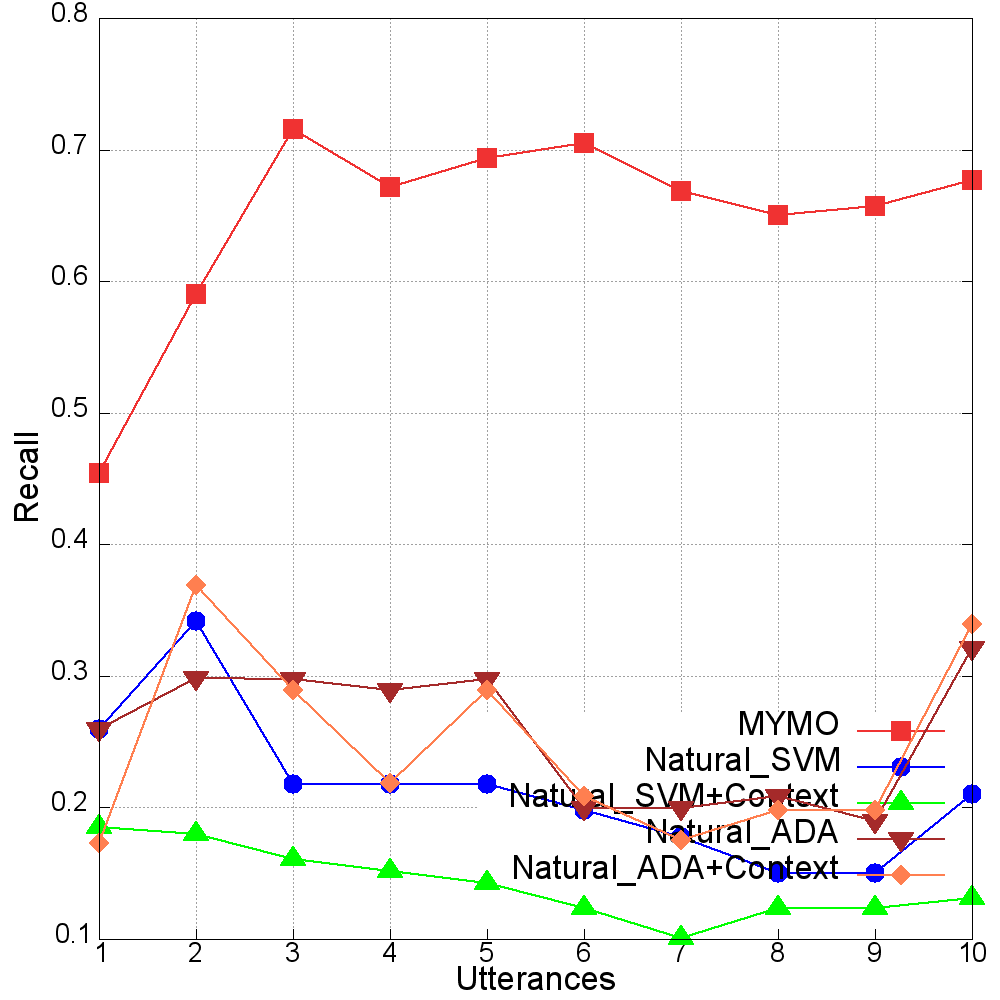 0.8
0.7
0.6
0.5
0.4
0.3
0.2
0.1
Recall
MYMO
Natural_SVM
Natural_SVM+Context
Natural_ADA
Natural_ADA+Context
1 2 3 4 5 6 7 8 9 10
Utterances